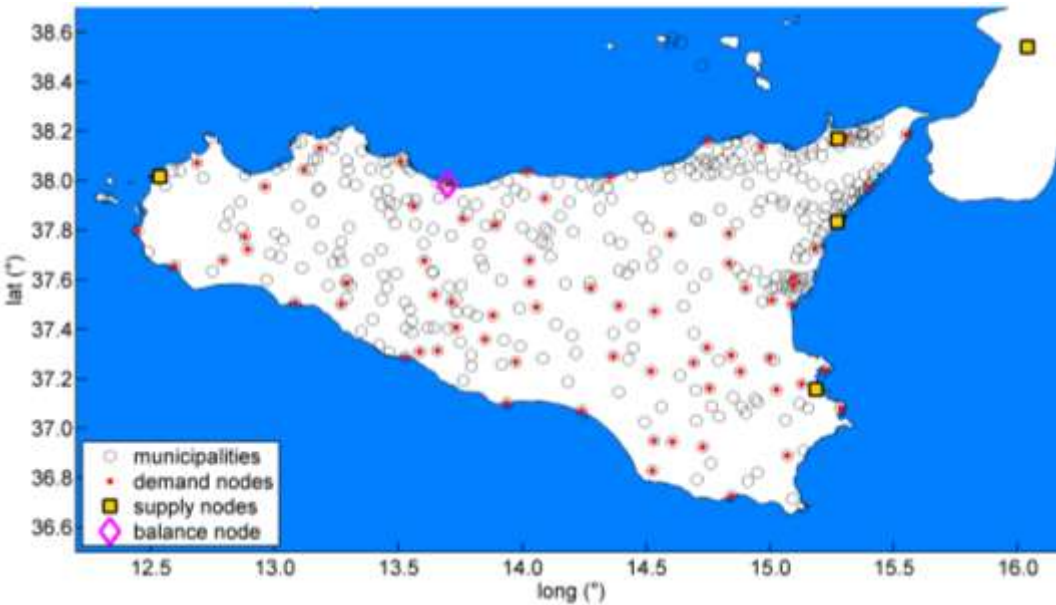 38.6
38.4
38.2
38.0
37.8
37.6
37.4
37.2
37.0
36.8
36.6
lat (°)
municipalities
demand nodes
supply nodes
balance node
12.5 13.0 13.5 14.0 14.5 15.0 15.5 16.0
long (°)